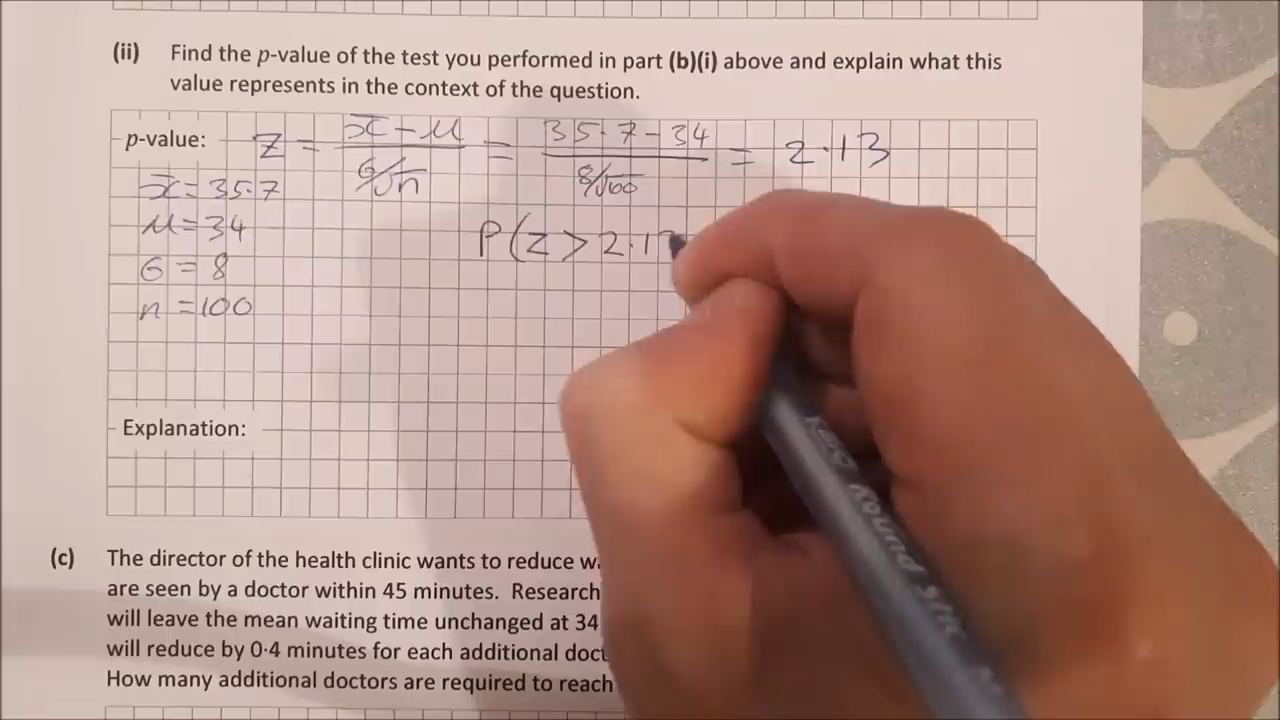 (ii) Find the p-value of the test you performed in part (b)(i) above and explain what this
value represents in the context of the question.
p-value: Z = x̄ - μ / σ/√n = 35·7 - 34 / 8/√100 = 2·13
x̄ = 35·7
μ = 34
P(Z > 2·13
σ = 8
n = 100
Explanation:
(c) The director of the health clinic wants to reduce
are seen by a doctor within 45 minutes. Research
will leave the mean waiting time unchanged at 34
will reduce by 0·4 minutes for each additional
How many additional doctors are required to reach